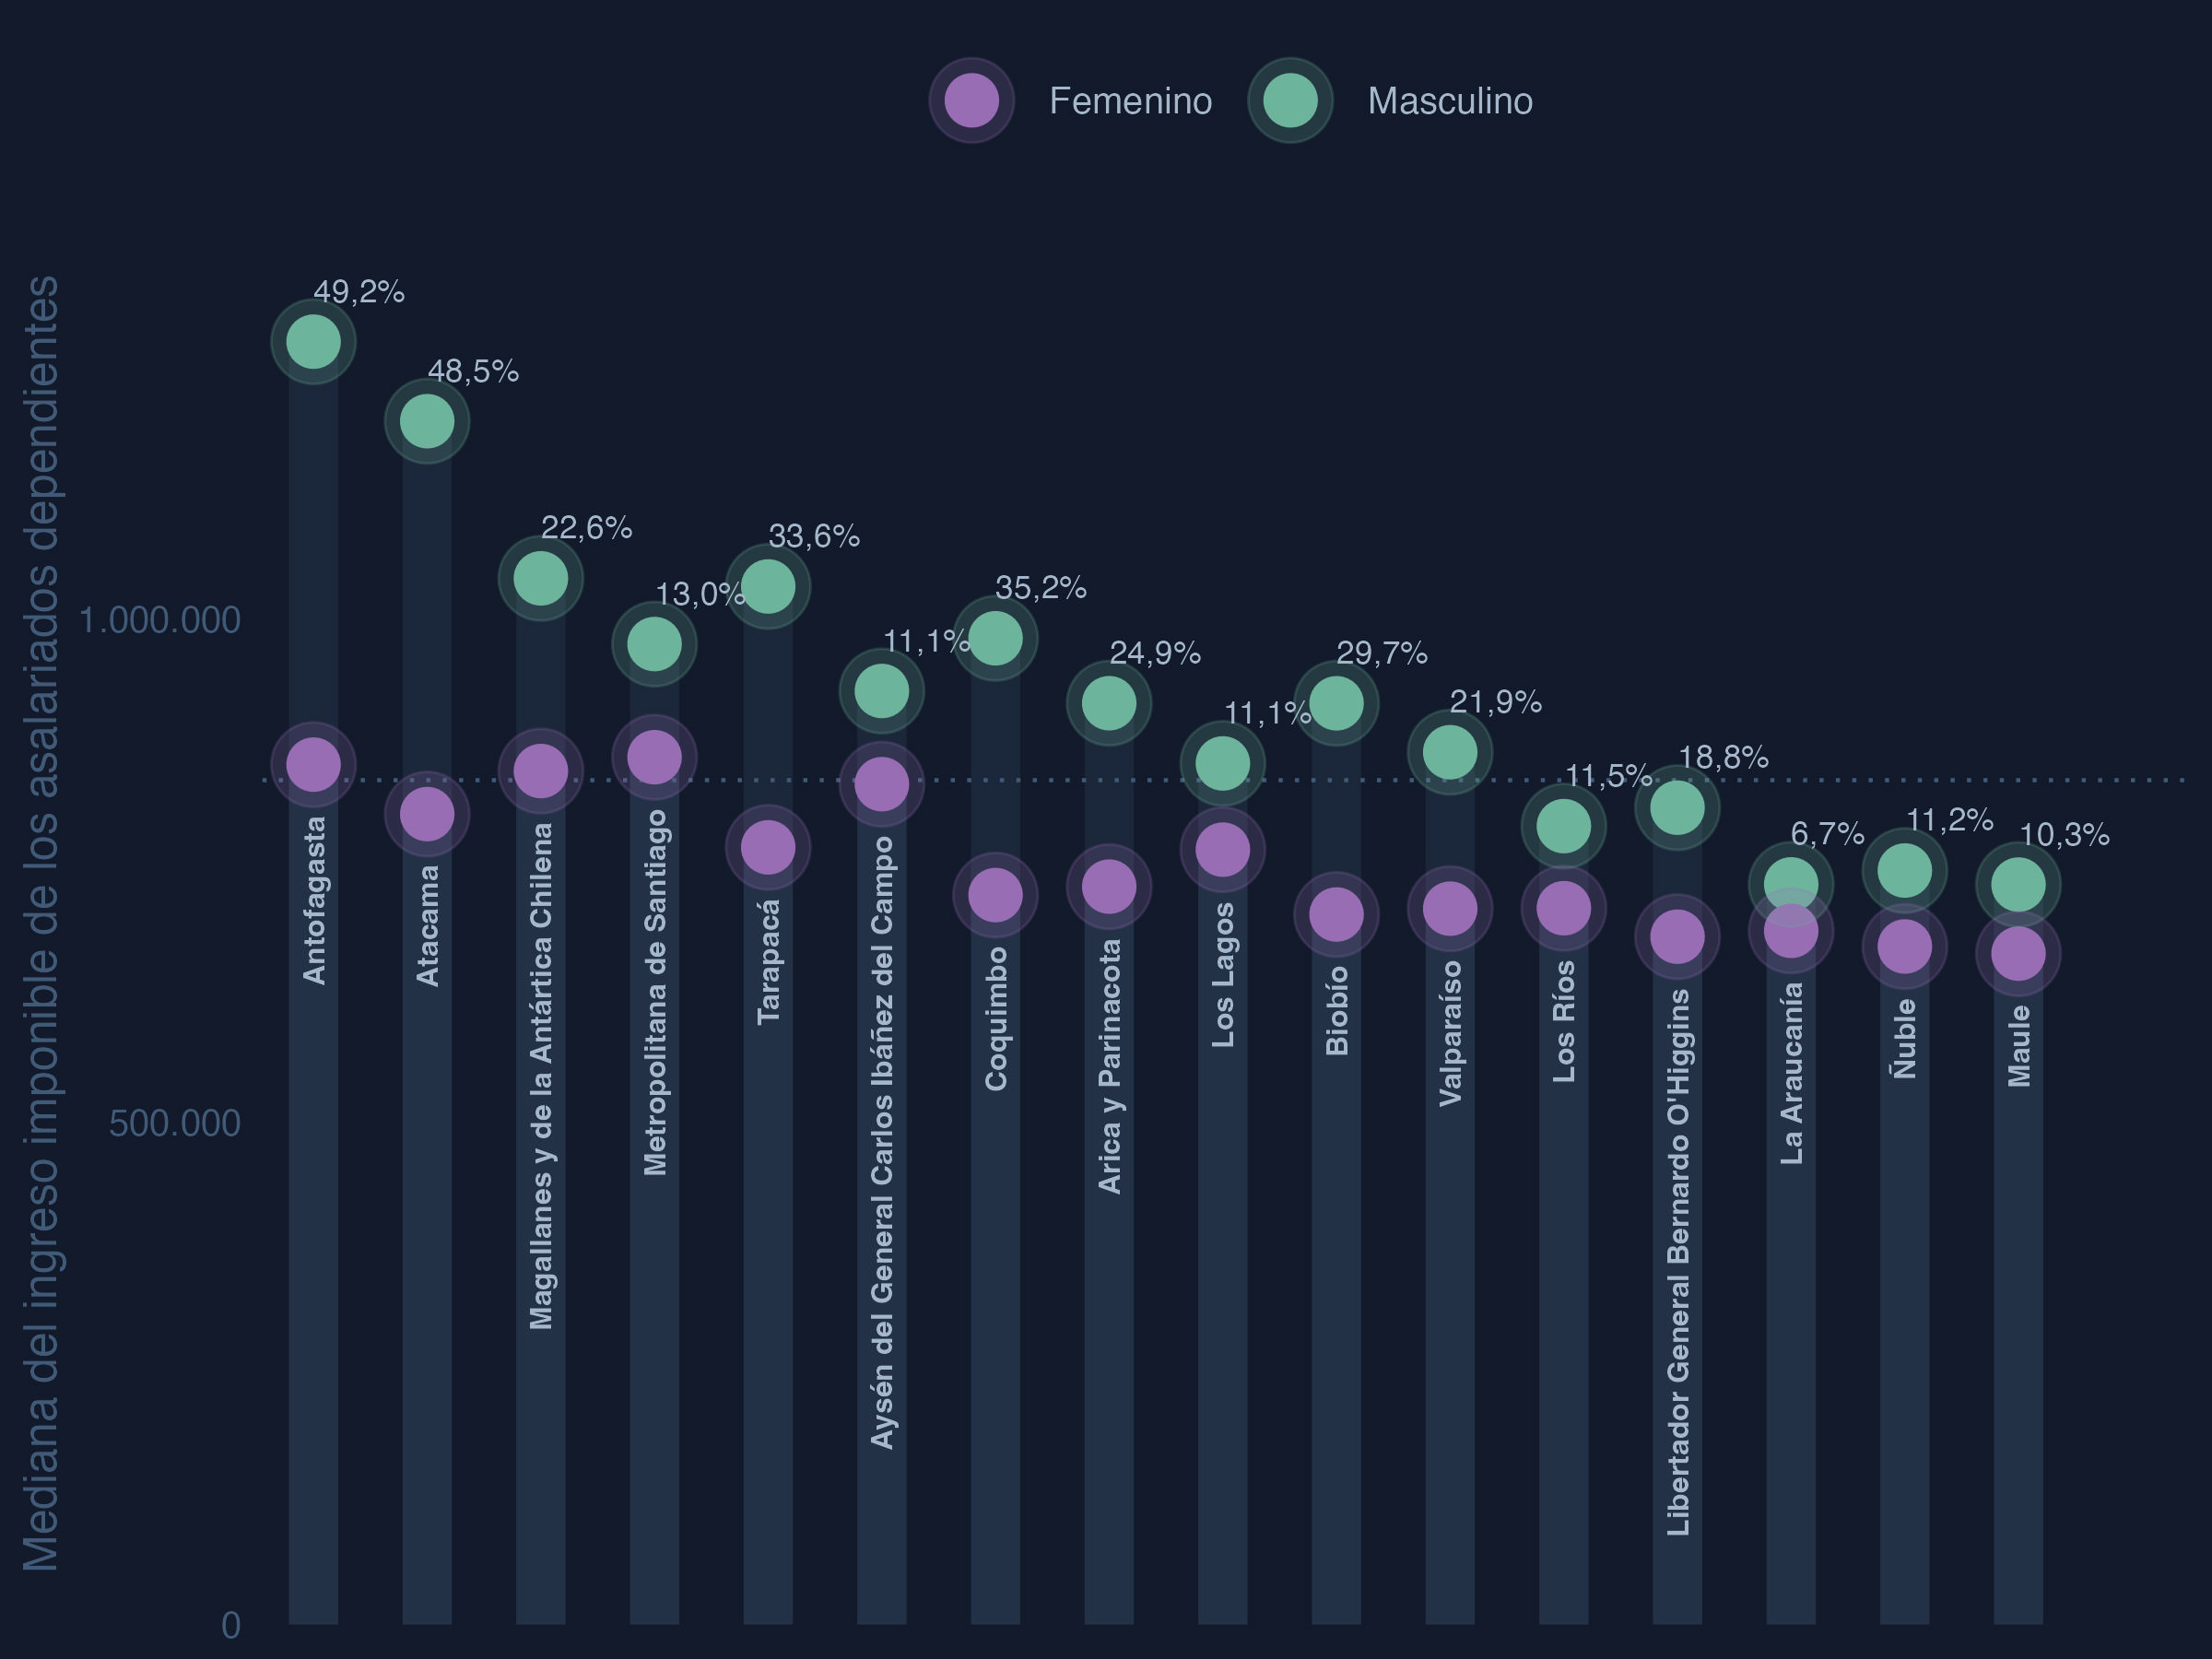 Femenino
Masculino
Mediana del ingreso imponible de los asalariados dependientes
1.000.000
500.000
0
49,2%
48,5%
22,6%
13,0%
33,6%
11,1%
35,2%
24,9%
11,1%
29,7%
21,9%
11,5%
18,8%
6,7%
11,2%
10,3%
Antofagasta
Atacama
Magallanes y de la Antártica Chilena
Metropolitana de Santiago
Tarapacá
Aysén del General Carlos Ibáñez del Campo
Coquimbo
Arica y Parinacota
Los Lagos
Biobío
Valparaíso
Los Ríos
Libertador General Bernardo O'Higgins
La Araucanía
Ñuble
Maule